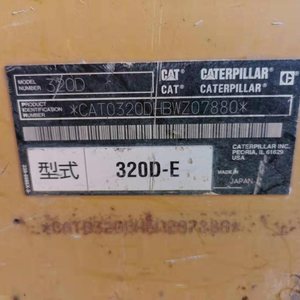 MODEL NUMBER 320D CAT CATERPILLAR
CAT CATERPILLAR
PRODUCT IDENTIFICATION NUMBER *CAT0320DHBWZ07880*
型式 320D-E
CATERPILLAR INC.
PEORIA, IL 61629
USA
MADE IN
JAPAN
*CAT0320DHBWZ07880*